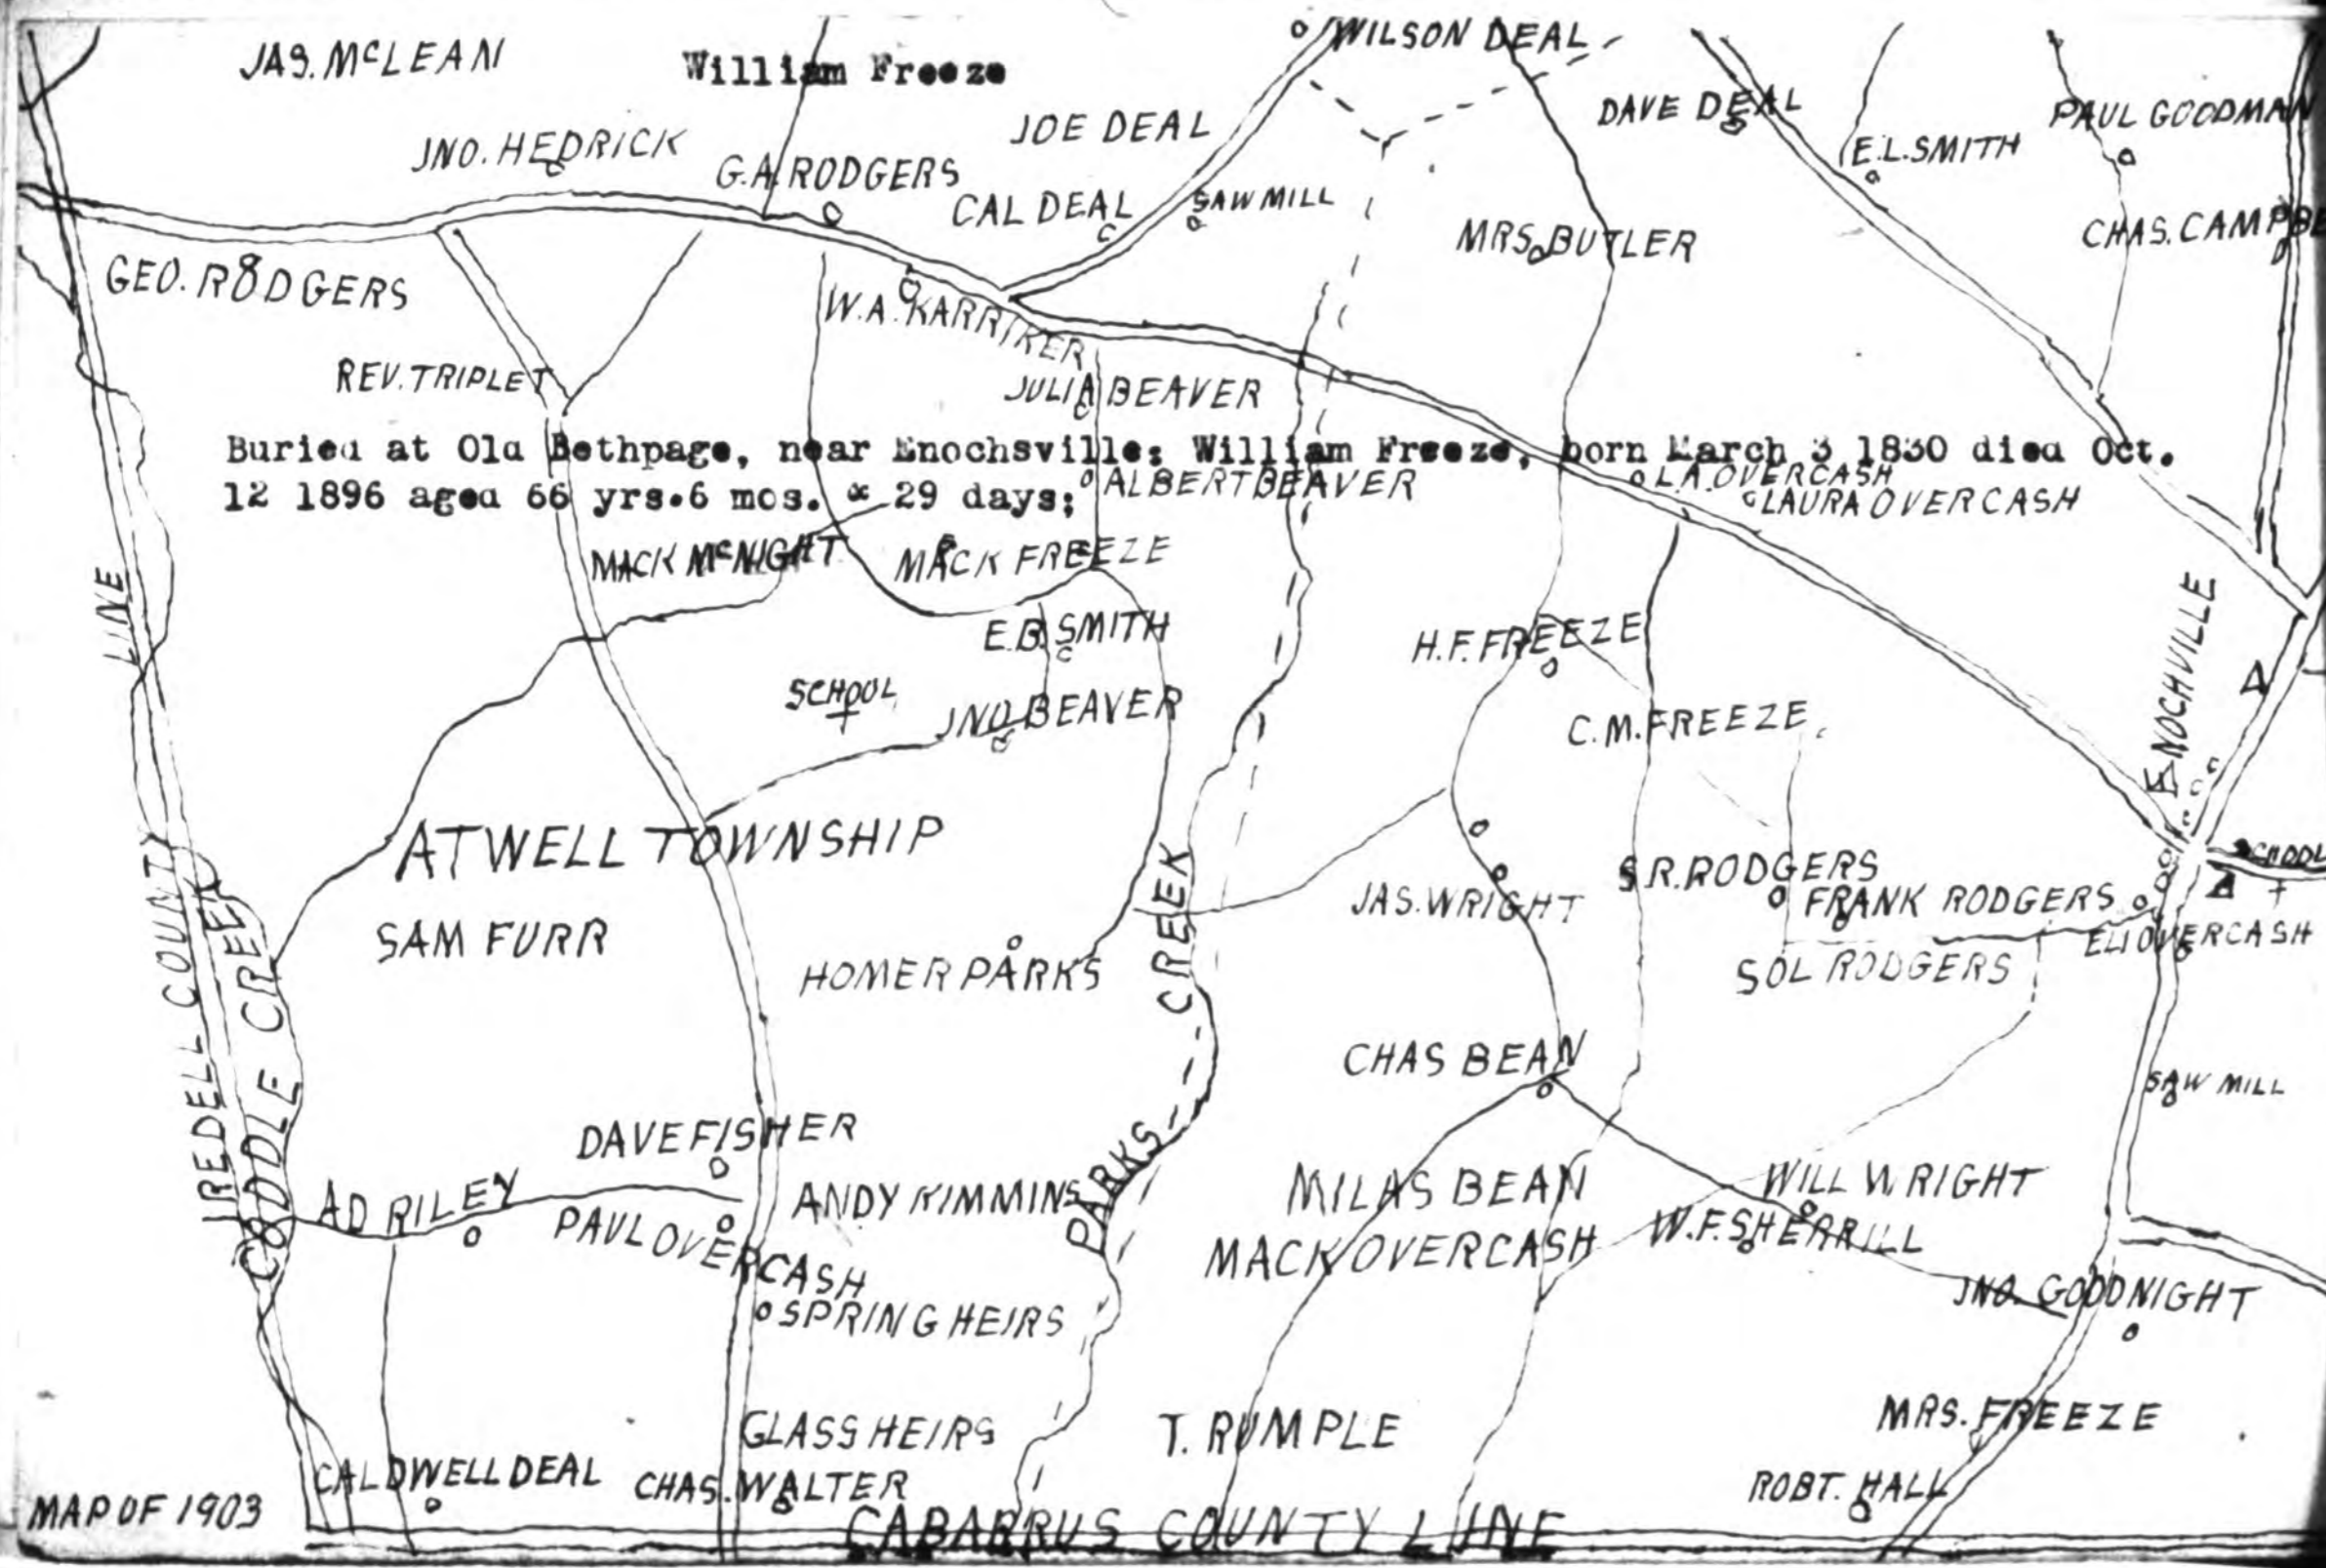 JAS. McLEAN
William Freeze
WILSON DEAL
JNO. HEDRICK
G.A. RODGERS
JOE DEAL
CAL DEAL
SAW MILL
DAVE DEAL
E.L. SMITH
PAUL GOODMAN
MRS. BUTLER
CHAS. CAMPBE
GEO. RODGERS
W.A. KARRIKER
REV. TRIPLET
JULIA BEAVER
Buried at Old Bethpage, near Enochsville: William Freeze, born March 3 1830 died Oct.
12 1896 aged 66 yrs.6 mos. & 29 days;
ALBERT BEAVER
L.A. OVERCASH
LAURA OVERCASH
MACK McNIGHT
MACK FREEZE
E.B. SMITH
H.F. FREEZE
ENOCHVILLE
SCHOOL
JNO. BEAVER
C.M. FREEZE
ATWELL TOWNSHIP
SAM FURR
HOMER PARKS
JAS. WRIGHT
S.R. RODGERS
FRANK RODGERS
SCHOOL
ELI OVERCASH
SOL RODGERS
IREDELL COUNTY LINE
CODDLE CREEK
PARKS CREEK
CHAS BEAN
SAW MILL
DAVE FISHER
AD RILEY
PAUL OVERCASH
ANDY KIMMINS
MILAS BEAN
MACK OVERCASH
WILL WRIGHT
W.F. SHERRILL
SPRING HEIRS
JNO. GOODNIGHT
GLASS HEIRS
T. RUMPLE
MRS. FREEZE
CALDWELL DEAL
CHAS. WALTER
ROBT. HALL
MAP OF 1903
CABARRUS COUNTY LINE